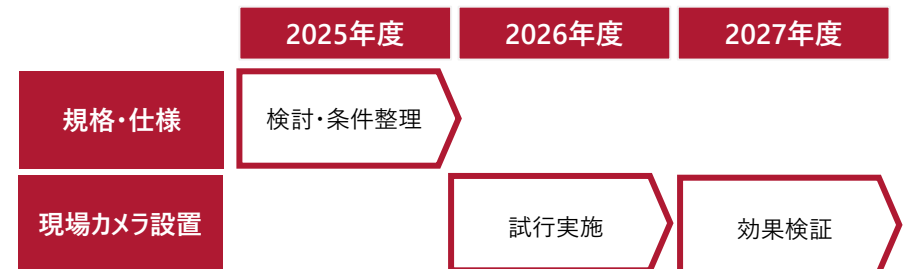 2025年度
2026年度
2027年度
規格・仕様
検討・条件整理
現場カメラ設置
試行実施
効果検証